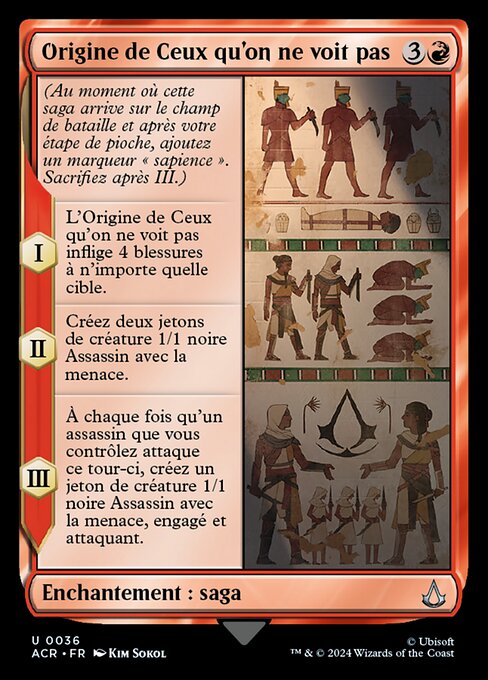 Origine de Ceux qu'on ne voit pas 3
(Au moment où cette
saga arrive sur le champ
de bataille et après votre
étape de pioche, ajoutez
un marqueur « sapience ».
Sacrifiez après III.)
I
L'Origine de Ceux
qu'on ne voit pas
inflige 4 blessures
à n'importe quelle
cible.
II
Créez deux jetons
de créature 1/1 noire
Assassin avec la
menace.
III
À chaque fois qu'un
assassin que vous
contrôlez attaque
ce tour-ci, créez un
jeton de créature 1/1
noire Assassin avec
la menace, engagé et
attaquant.
Enchantement : saga
U 0036
ACR • FR Kim Sokol
© Ubisoft
™ & © 2024 Wizards of the Coast